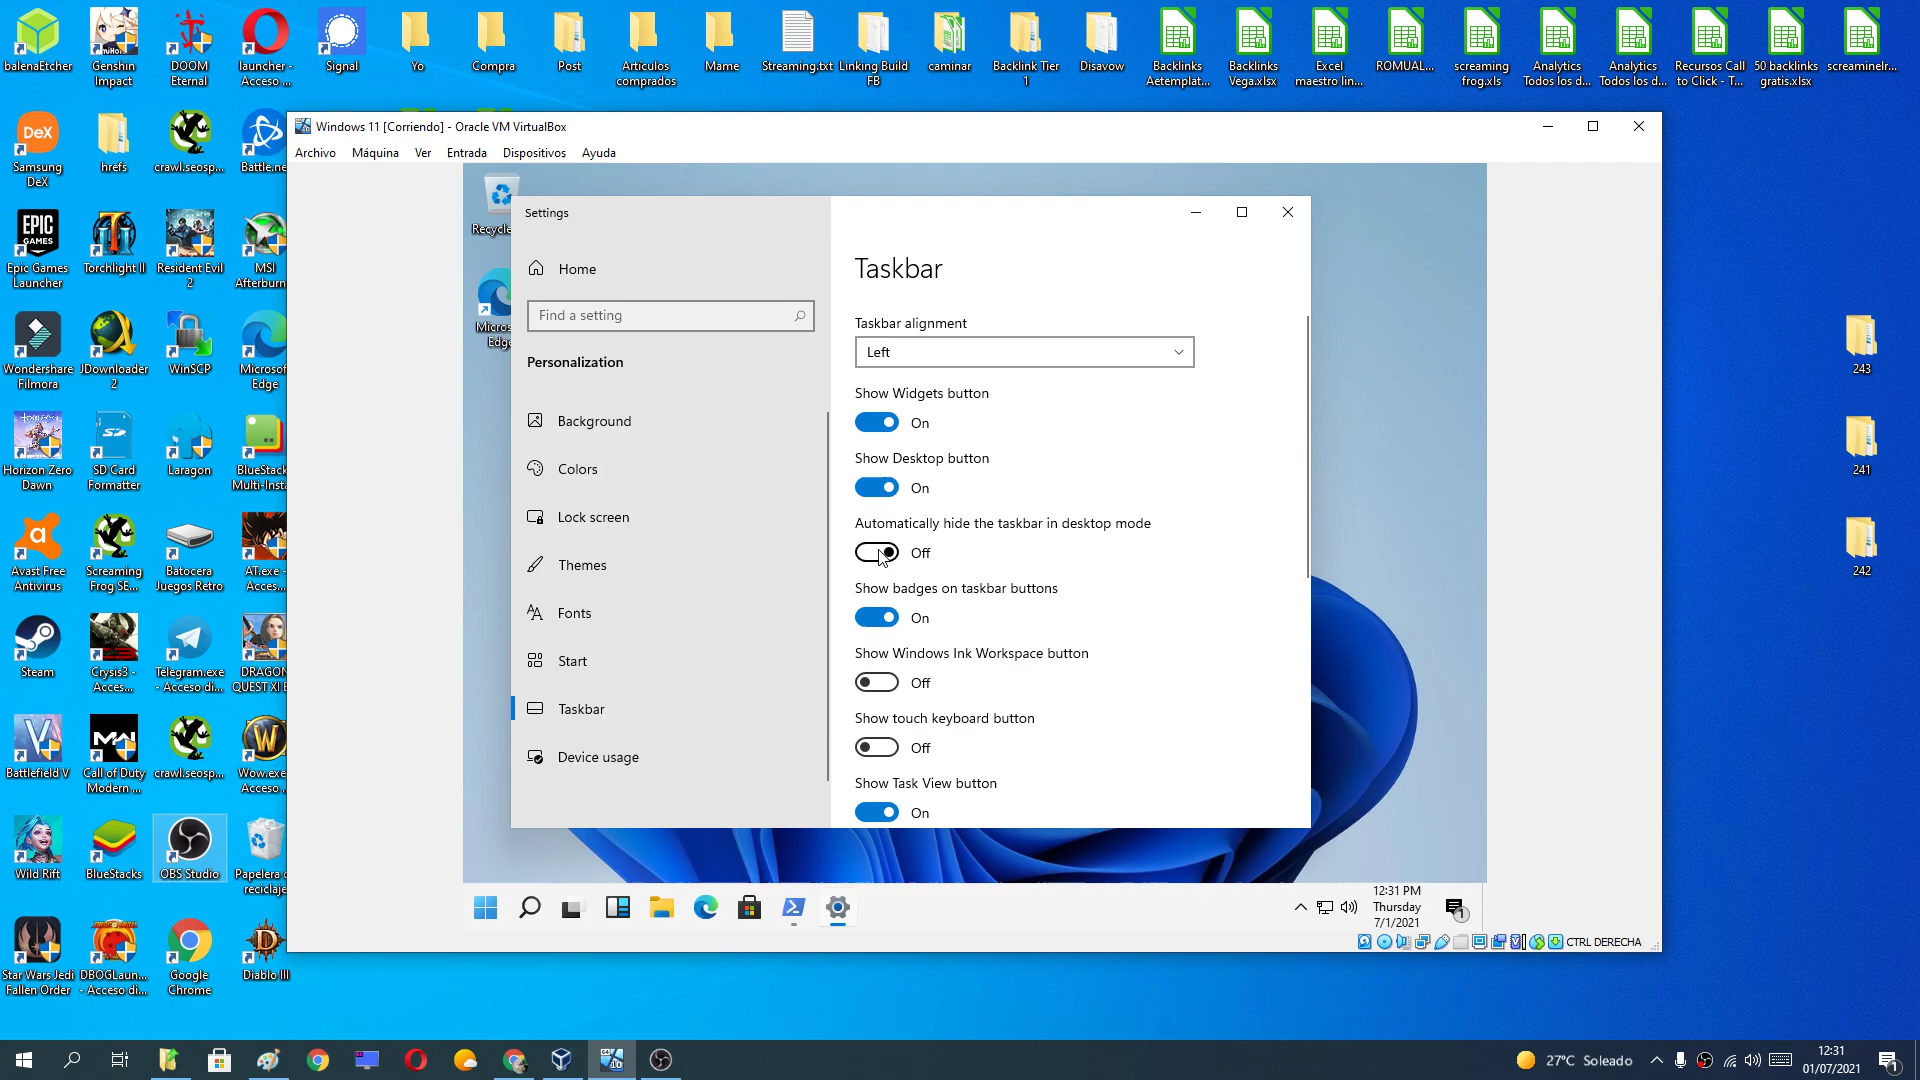 balenaEtcher
Genshin Impact
DOOM Eternal
launcher - Acceso ...
Signal
Yo
Compra
Post
Artículos comprados
Mame
Streaming.txt
Linking Build FB
caminar
Backlink Tier 1
Disavow
Backlinks Aetemplat...
Backlinks Vega.xlsx
Excel maestro lin...
ROMUAL...
screaming frog.xls
Analytics Todos los d...
Analytics Todos los d...
Recursos Call to Click - T...
50 backlinks gratis.xlsx
screaminelr...
Windows 11 [Corriendo] - Oracle VM VirtualBox
Archivo Máquina Ver Entrada Dispositivos Ayuda
DeX
Samsung DeX
hrefs
crawl.seosp...
Battle.ne
Recycle
Settings
Home
Find a setting
Personalization
Background
Colors
Lock screen
Themes
Fonts
Start
Taskbar
Device usage
Taskbar
Taskbar alignment
Left
Show Widgets button
On
Show Desktop button
On
Automatically hide the taskbar in desktop mode
Off
Show badges on taskbar buttons
On
Show Windows Ink Workspace button
Off
Show touch keyboard button
Off
Show Task View button
On
Micros
Edge
EPIC GAMES
Epic Games Launcher
Torchlight II
Resident Evil 2
MSI Afterburn
Wondershare Filmora
JDownloader 2
WinSCP
Microsof Edge
243
Horizon Zero Dawn
SD Card Formatter
Laragon
BlueStack Multi-Inst
241
Avast Free Antivirus
Screaming Frog SE...
Batocera Juegos Retro
AT.exe - Acces...
242
Steam
Crysis3 - Acces...
Telegram.exe - Acceso di...
DRAGON QUEST XI
Battlefield V
Call of Duty Modern ...
crawl.seosp...
Wow.exe Acceso
Wild Rift
BlueStacks
OBS Studio
Papelera reciclaje
Star Wars Jedi Fallen Order
DBOGLaun... - Acceso di...
Google Chrome
Diablo III
12:31 PM
Thursday
7/1/2021
1
CTRL DERECHA
27°C Soleado
12:31
01/07/2021
1